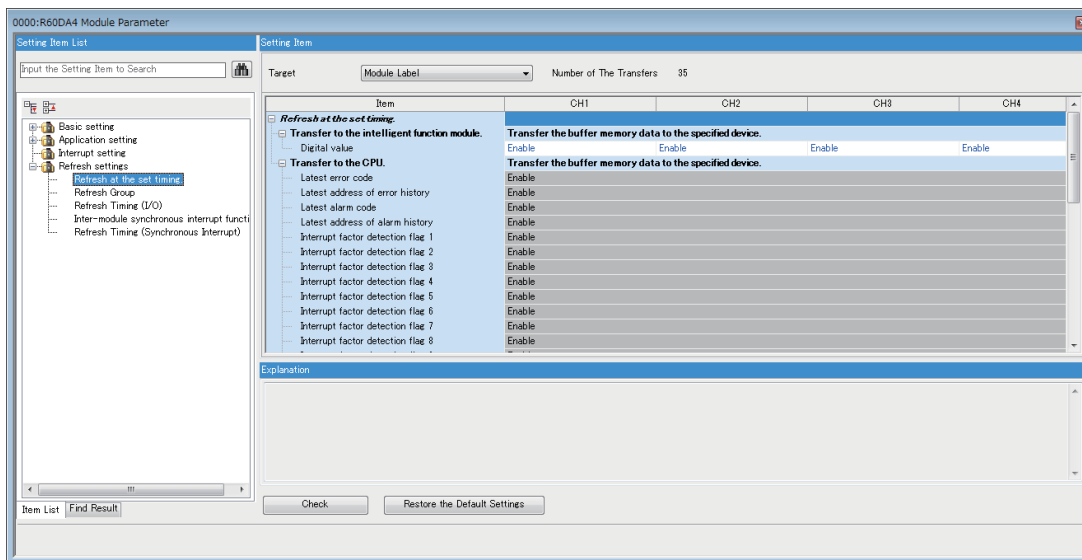 0000:R60DA4 Module Parameter
Setting Item List
Input the Setting Item to Search
Basic setting
Application setting
Interrupt setting
Refresh settings
Refresh at the set timing.
Refresh Group
Refresh Timing (I/O)
Inter-module synchronous interrupt functi
Refresh Timing (Synchronous Interrupt)
Item List Find Result
Setting Item
Target Module Label Number of The Transfers 35
Item CH1 CH2 CH3 CH4
Refresh at the set timing.
Transfer to the intelligent function module. Transfer the buffer memory data to the specified device.
Digital value Enable Enable Enable Enable
Transfer to the CPU. Transfer the buffer memory data to the specified device.
Latest error code Enable
Latest address of error history Enable
Latest alarm code Enable
Latest address of alarm history Enable
Interrupt factor detection flag 1 Enable
Interrupt factor detection flag 2 Enable
Interrupt factor detection flag 3 Enable
Interrupt factor detection flag 4 Enable
Interrupt factor detection flag 5 Enable
Interrupt factor detection flag 6 Enable
Interrupt factor detection flag 7 Enable
Interrupt factor detection flag 8 Enable
Explanation
Check Restore the Default Settings